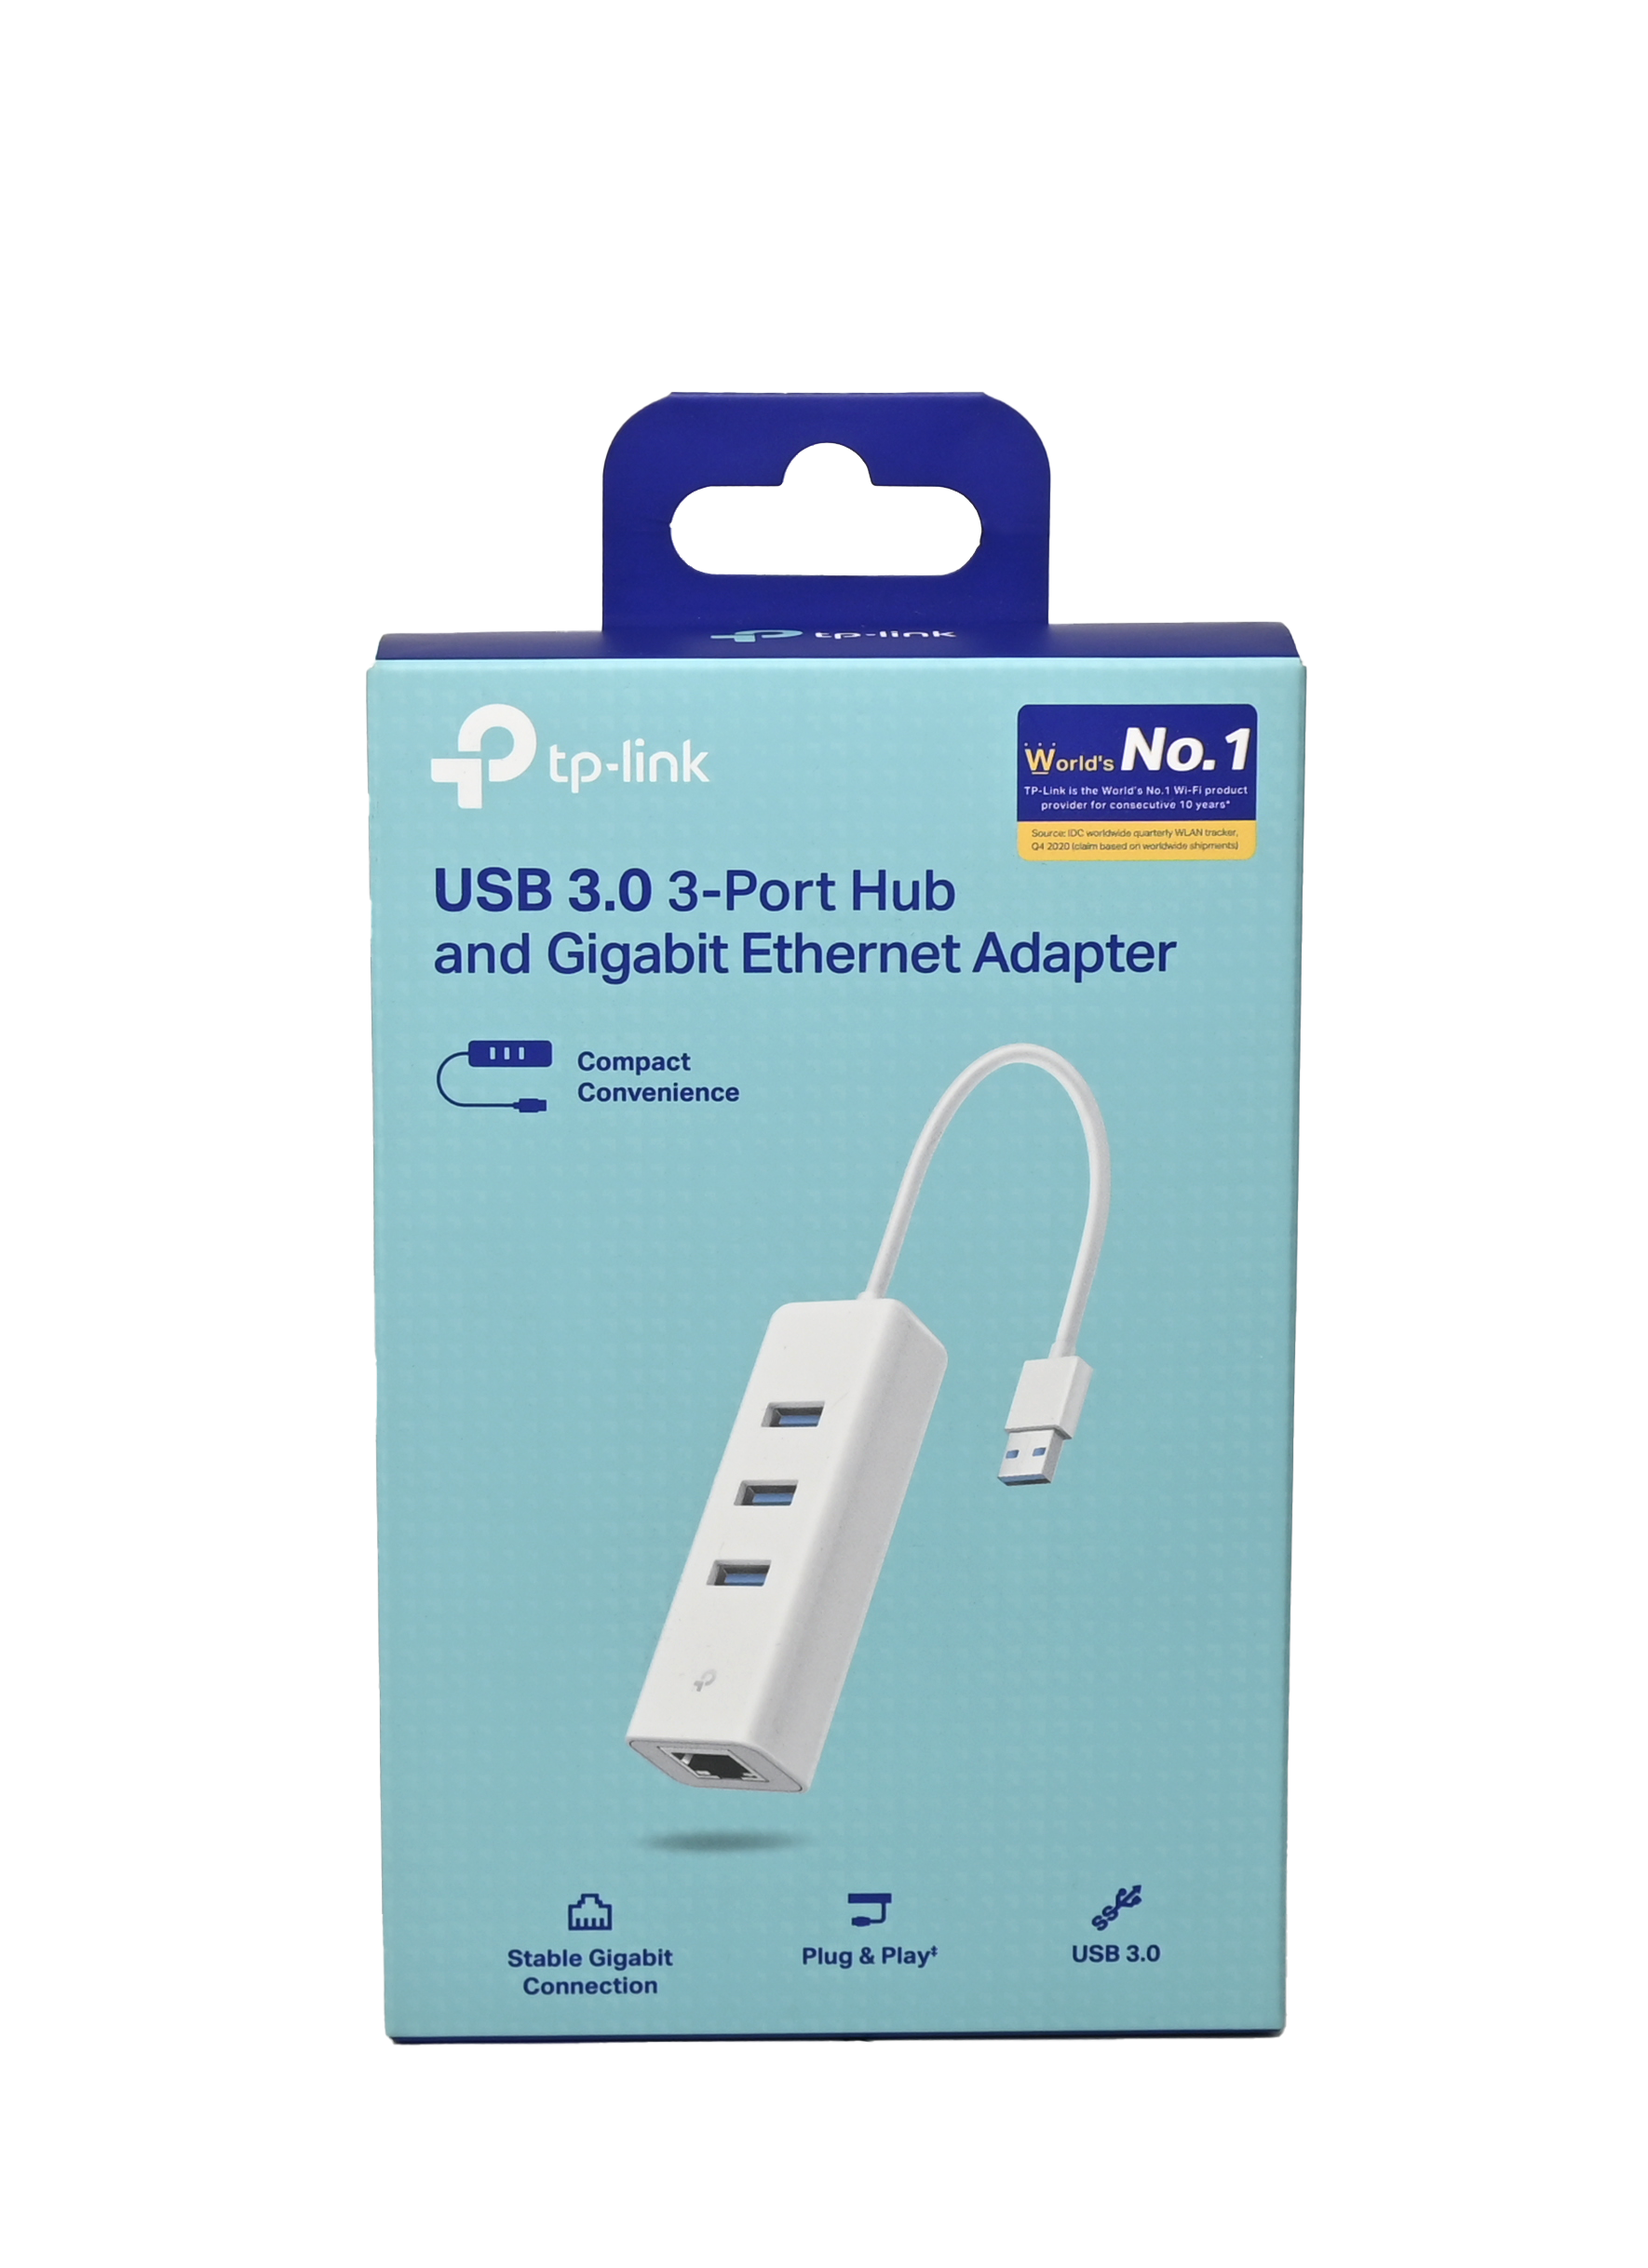 tp-link
tp-link
World's No.1
TP-Link is the World's No.1 Wi-Fi product
provider for consecutive 10 years*
Source: IDC worldwide quarterly WLAN tracker,
Q4 2020 (claim based on worldwide shipments)
USB 3.0 3-Port Hub
and Gigabit Ethernet Adapter
Compact
Convenience
Stable Gigabit
Connection
Plug & Play‡
SS
USB 3.0